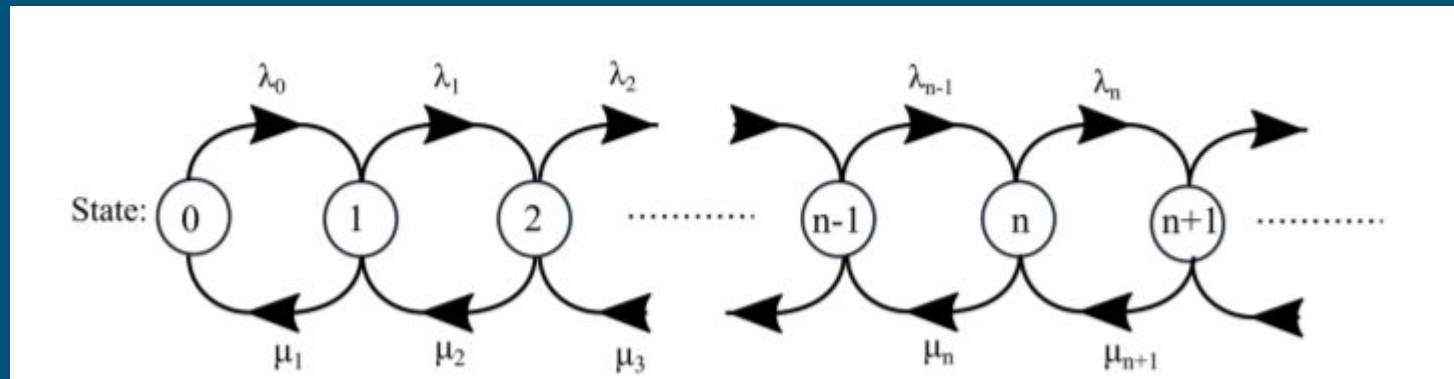 λ₀ λ₁ λ₂ λₙ₋₁ λₙ
State: 0 1 2 ............ n-1 n n+1 ............
μ₁ μ₂ μ₃ μₙ μₙ₊₁